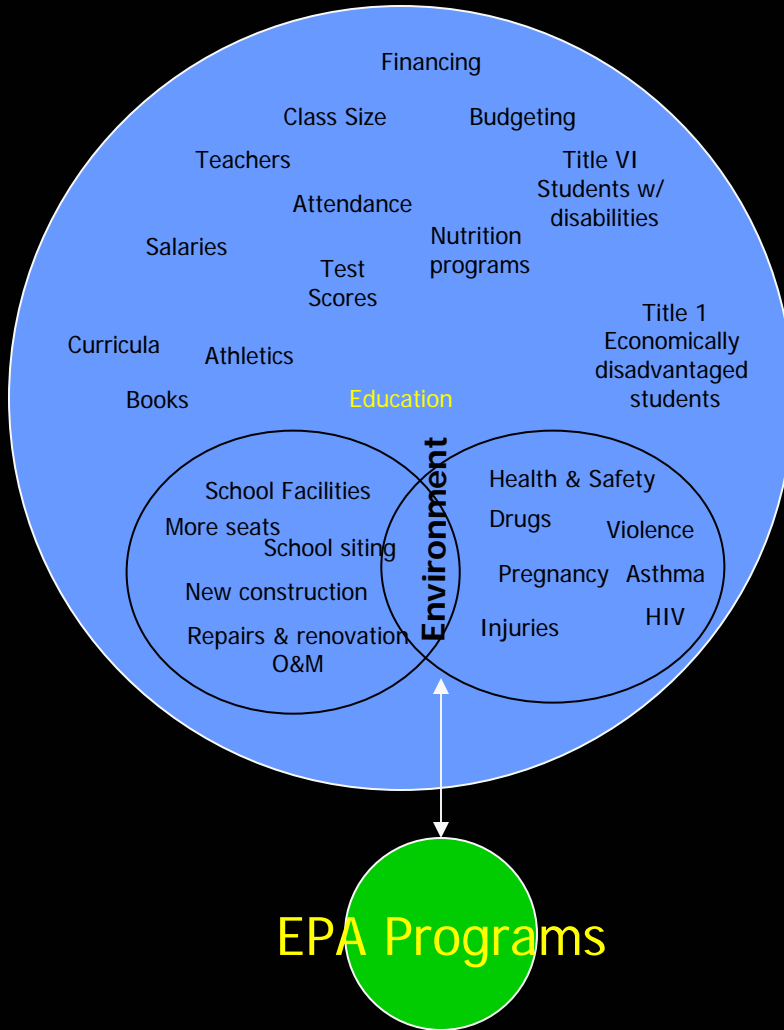 Financing
Class Size
Budgeting
Teachers
Title VI
Students w/
disabilities
Attendance
Nutrition
programs
Salaries
Test
Scores
Title 1
Economically
disadvantaged
students
Curricula
Athletics
Books
Education
School Facilities
More seats
School siting
New construction
Repairs & renovation
O&M
Environment
Health & Safety
Drugs
Violence
Pregnancy
Asthma
Injuries
HIV
EPA Programs